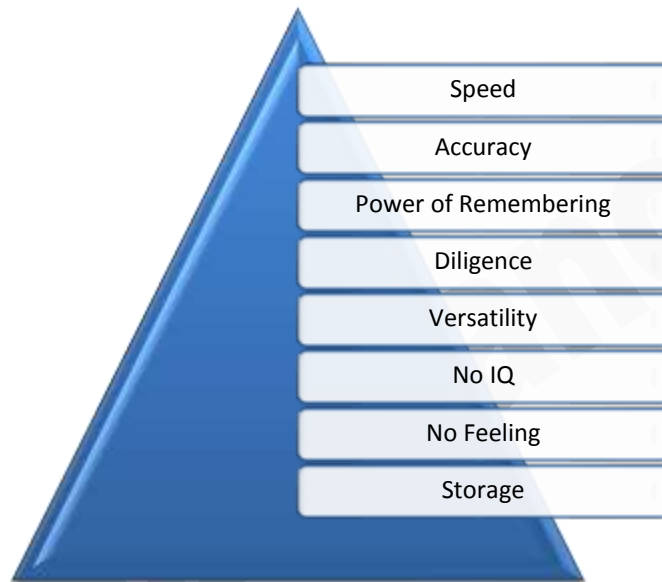 Speed
Accuracy
Power of Remembering
Diligence
Versatility
No IQ
No Feeling
Storage